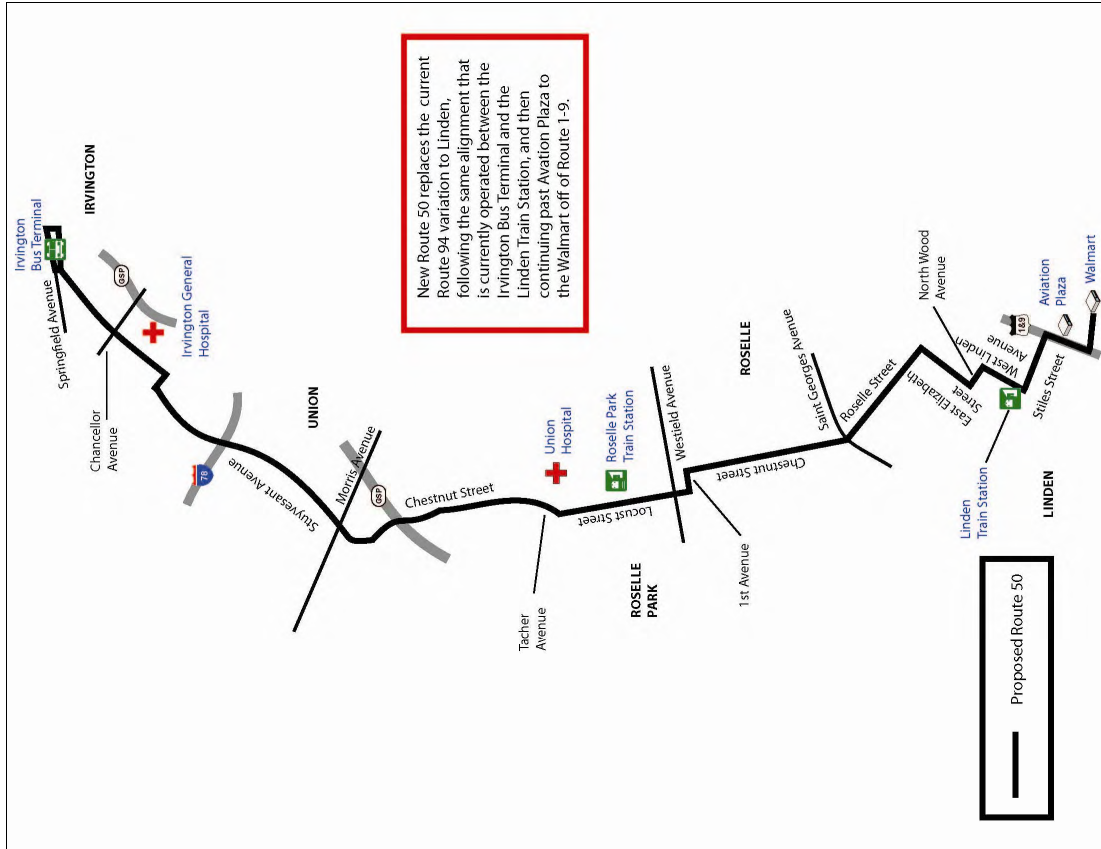 Irvington
Bus Terminal
IRVINGTON
Springfield Avenue
GSP
Irvington General
Hospital
Chancellor
Avenue
New Route 50 replaces the current
Route 94 variation to Linden,
following the same alignment that
is currently operated between the
Irvington Bus Terminal and the
Linden Train Station, and then
continuing past Avation Plaza to
the Walmart off of Route 1-9.
UNION
78
Stuyvesant Avenue
Morris Avenue
GSP
Chestnut Street
Union
Hospital
Tacher
Avenue
Roselle Park
Train Station
Locust Street
Westfield Avenue
ROSELLE
PARK
1st Avenue
ROSELLE
Chestnut Street
Saint Georges Avenue
Roselle Street
North Wood
Avenue
East Elizabeth
Street
West Linden
Avenue
1&9
Aviation
Plaza
Walmart
Stiles Street
Linden
Train Station
LINDEN
Proposed Route 50